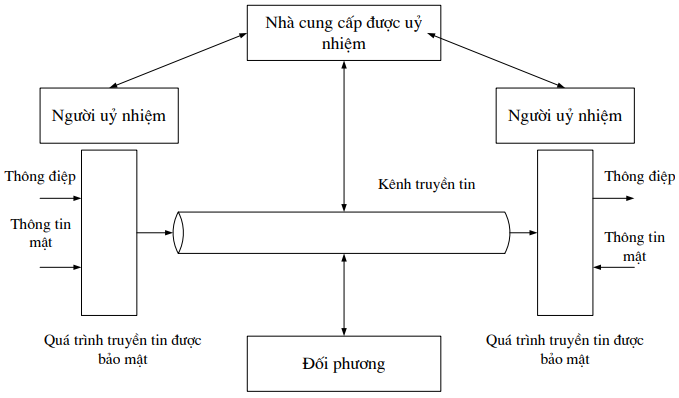 Nhà cung cấp được uỷ
nhiệm
Người uỷ nhiệm
Người uỷ nhiệm
Thông điệp
Thông tin
mật
Kênh truyền tin
Thông điệp
Thông tin
mật
Quá trình truyền tin được
bảo mật
Đối phương
Quá trình truyền tin được
bảo mật